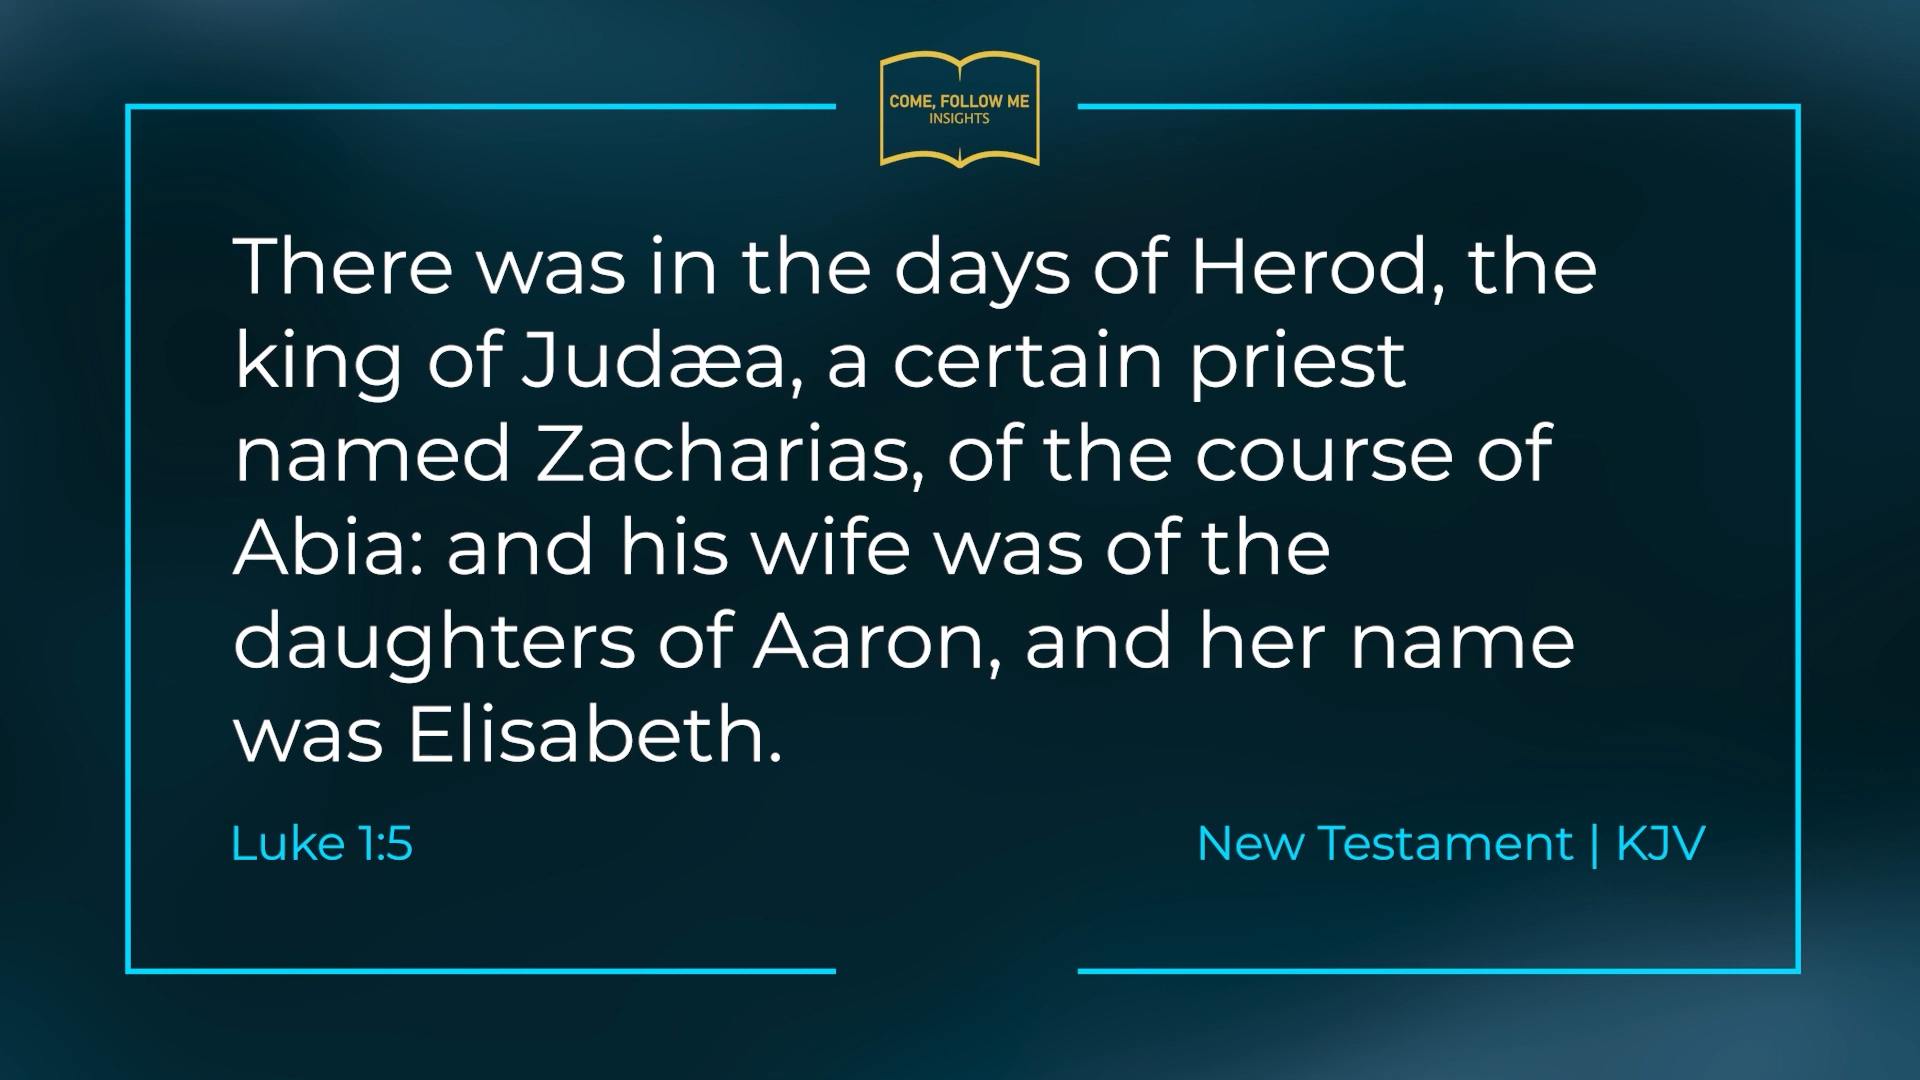 COME, FOLLOW ME
INSIGHTS
There was in the days of Herod, the
king of Judæa, a certain priest
named Zacharias, of the course of
Abia: and his wife was of the
daughters of Aaron, and her name
was Elisabeth.
Luke 1:5
New Testament | KJV